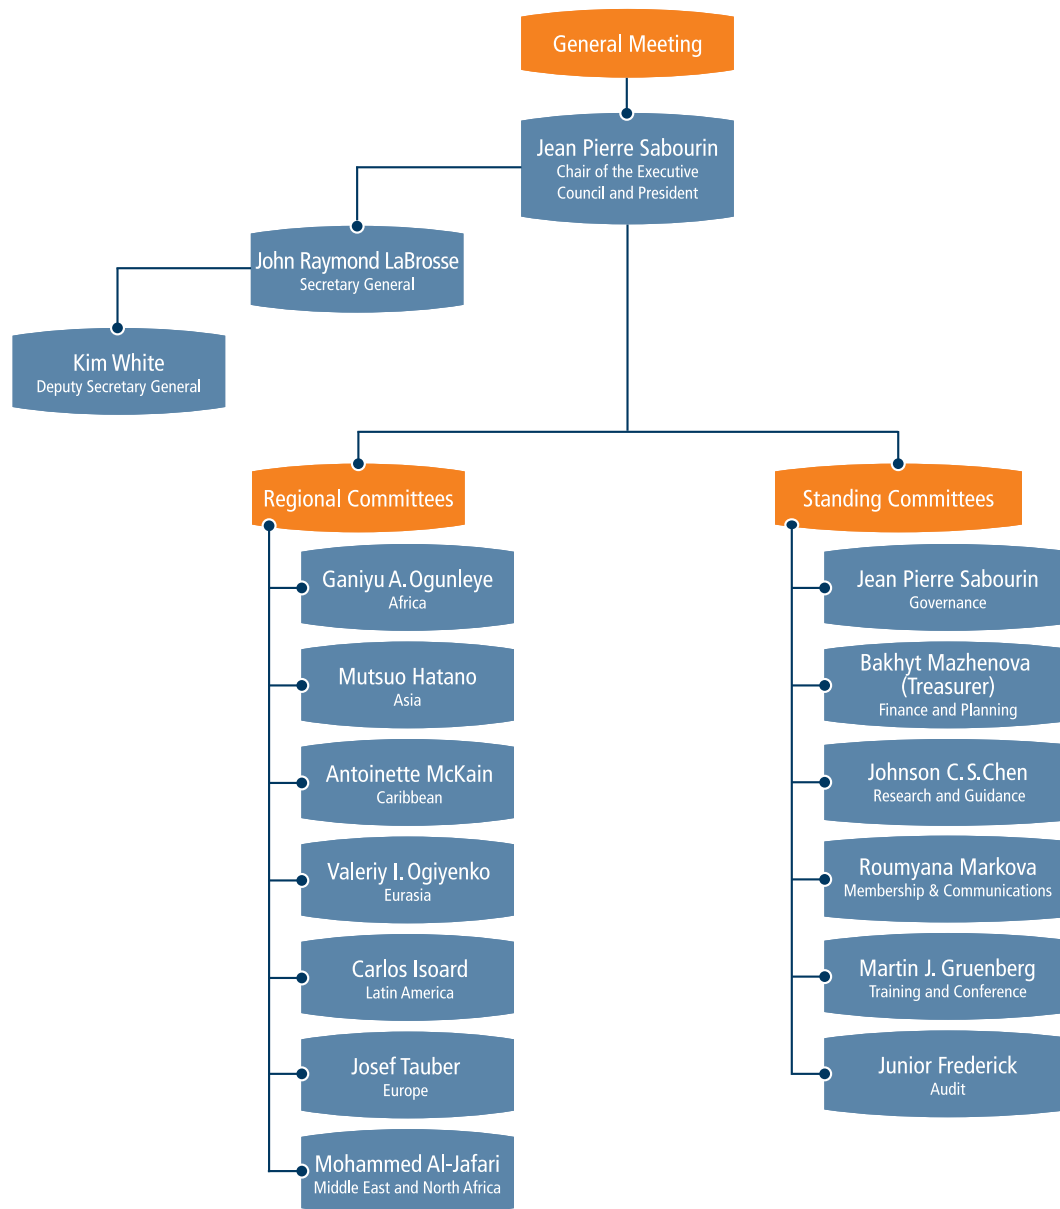 General Meeting
Jean Pierre Sabourin
Chair of the Executive
Council and President
John Raymond LaBrosse
Secretary General
Kim White
Deputy Secretary General
Regional Committees
Ganiyu A. Ogunleye
Africa
Mutsuo Hatano
Asia
Antoinette McKain
Caribbean
Valeriy I. Ogiyenko
Eurasia
Carlos Isoard
Latin America
Josef Tauber
Europe
Mohammed Al-Jafari
Middle East and North Africa
Standing Committees
Jean Pierre Sabourin
Governance
Bakhyt Mazhenova
(Treasurer)
Finance and Planning
Johnson C. S. Chen
Research and Guidance
Roumyana Markova
Membership & Communications
Martin J. Gruenberg
Training and Conference
Junior Frederick
Audit